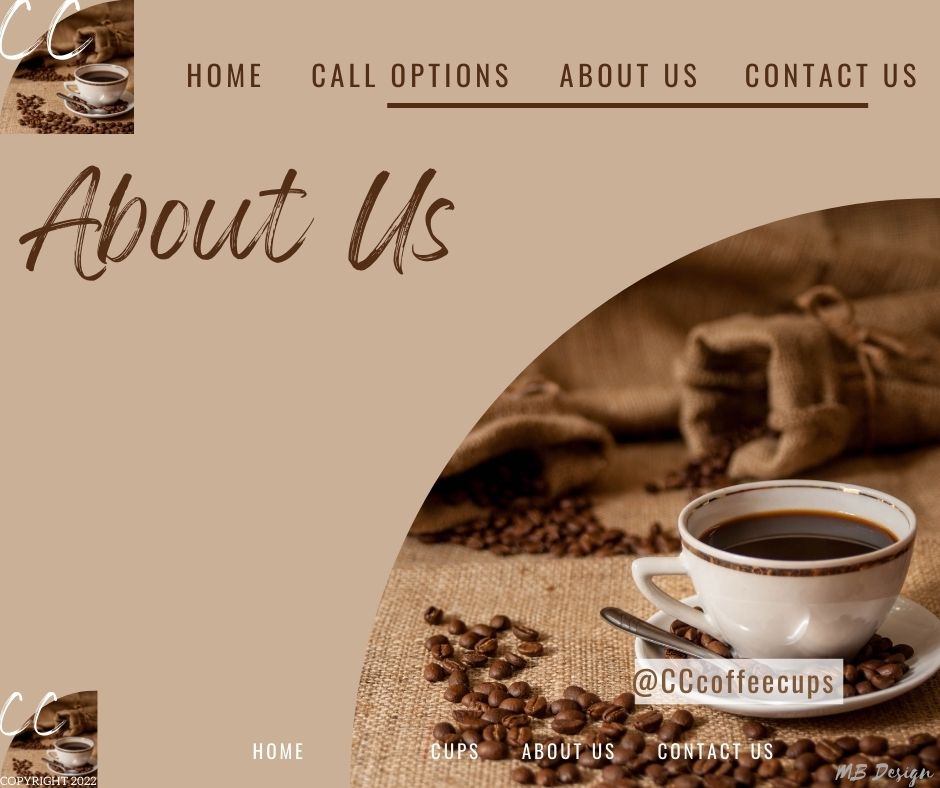 CC
HOME CALL OPTIONS ABOUT US CONTACT US
About Us
@CCcoffeecups
CC
HOME CUPS ABOUT US CONTACT US
COPYRIGHT 2022
MB Design